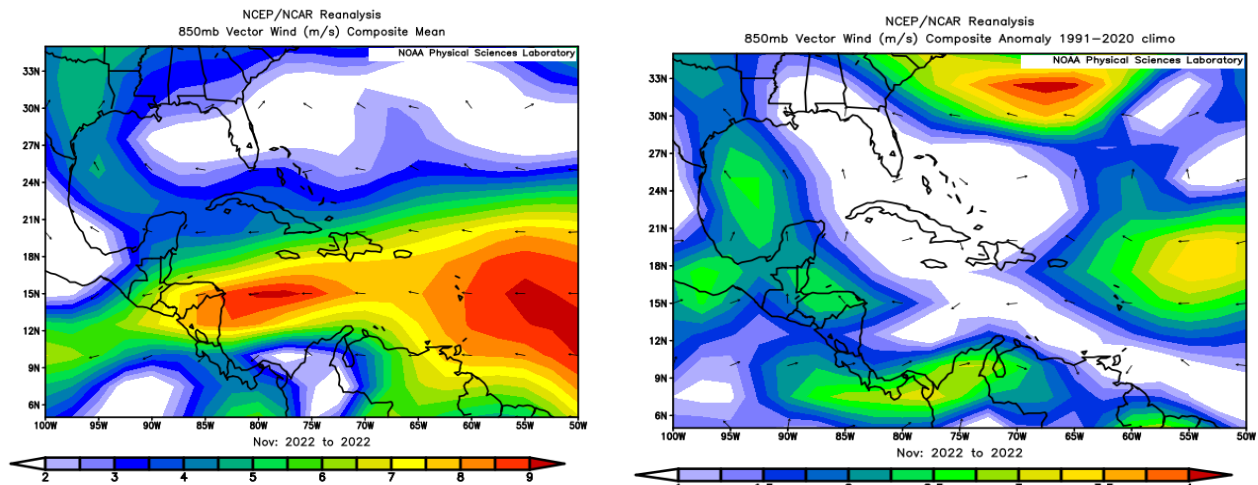 NCEP/NCAR Reanalysis
850mb Vector Wind (m/s) Composite Mean
NOAA Physical Sciences Laboratory
33N
30N
27N
24N
21N
18N
15N
12N
9N
6N
100W 95W 90W 85W 80W 75W 70W 65W 60W 55W 50W
Nov: 2022 to 2022
2 3 4 5 6 7 8 9
NCEP/NCAR Reanalysis
850mb Vector Wind (m/s) Composite Anomaly 1991-2020 climo
NOAA Physical Sciences Laboratory
33N
30N
27N
24N
21N
18N
15N
12N
9N
6N
100W 95W 90W 85W 80W 75W 70W 65W 60W 55W 50W
Nov: 2022 to 2022